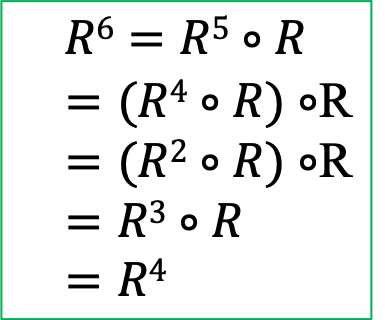 R⁶ = R⁵ ∘ R
= (R⁴ ∘ R) ∘R
= (R² ∘ R) ∘R
= R³ ∘ R
= R⁴